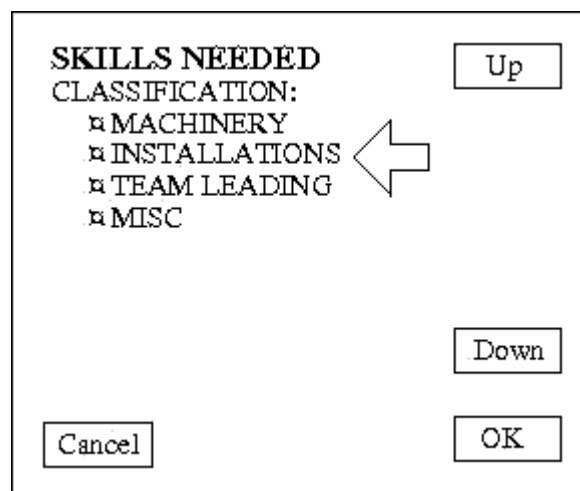 SKILLS NEEDED
CLASSIFICATION:
¤ MACHINERY
¤ INSTALLATIONS
¤ TEAM LEADING
¤ MISC
Up
Down
Cancel
OK